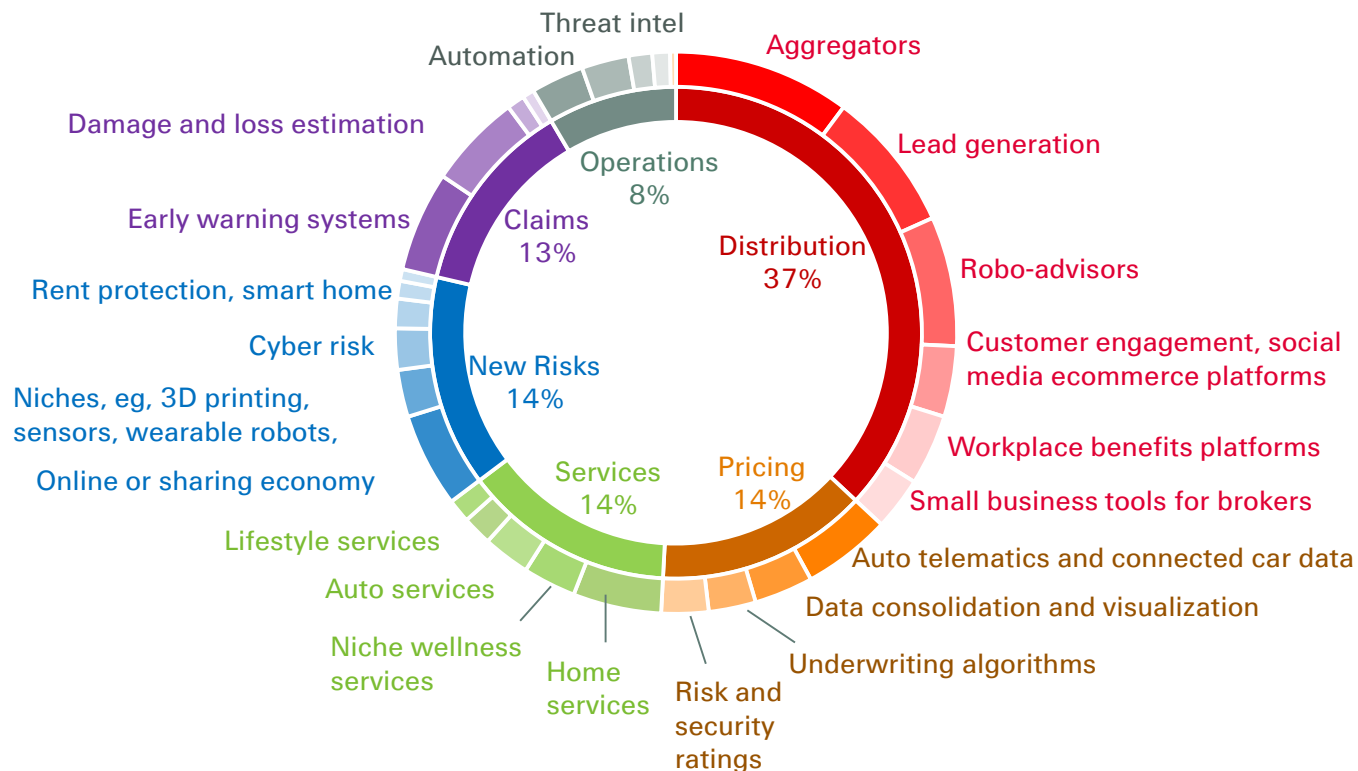 Threat intel
Automation
Aggregators
Damage and loss estimation
Lead generation
Operations
8%
Early warning systems
Claims
13%
Distribution
37%
Robo-advisors
Rent protection, smart home
Cyber risk
Customer engagement, social
media ecommerce platforms
New Risks
14%
Niches, eg, 3D printing,
sensors, wearable robots,
Workplace benefits platforms
Online or sharing economy
Services
14%
Pricing
14%
Small business tools for brokers
Lifestyle services
Auto telematics and connected car data
Auto services
Data consolidation and visualization
Niche wellness
services
Home
services
Underwriting algorithms
Risk and
security
ratings